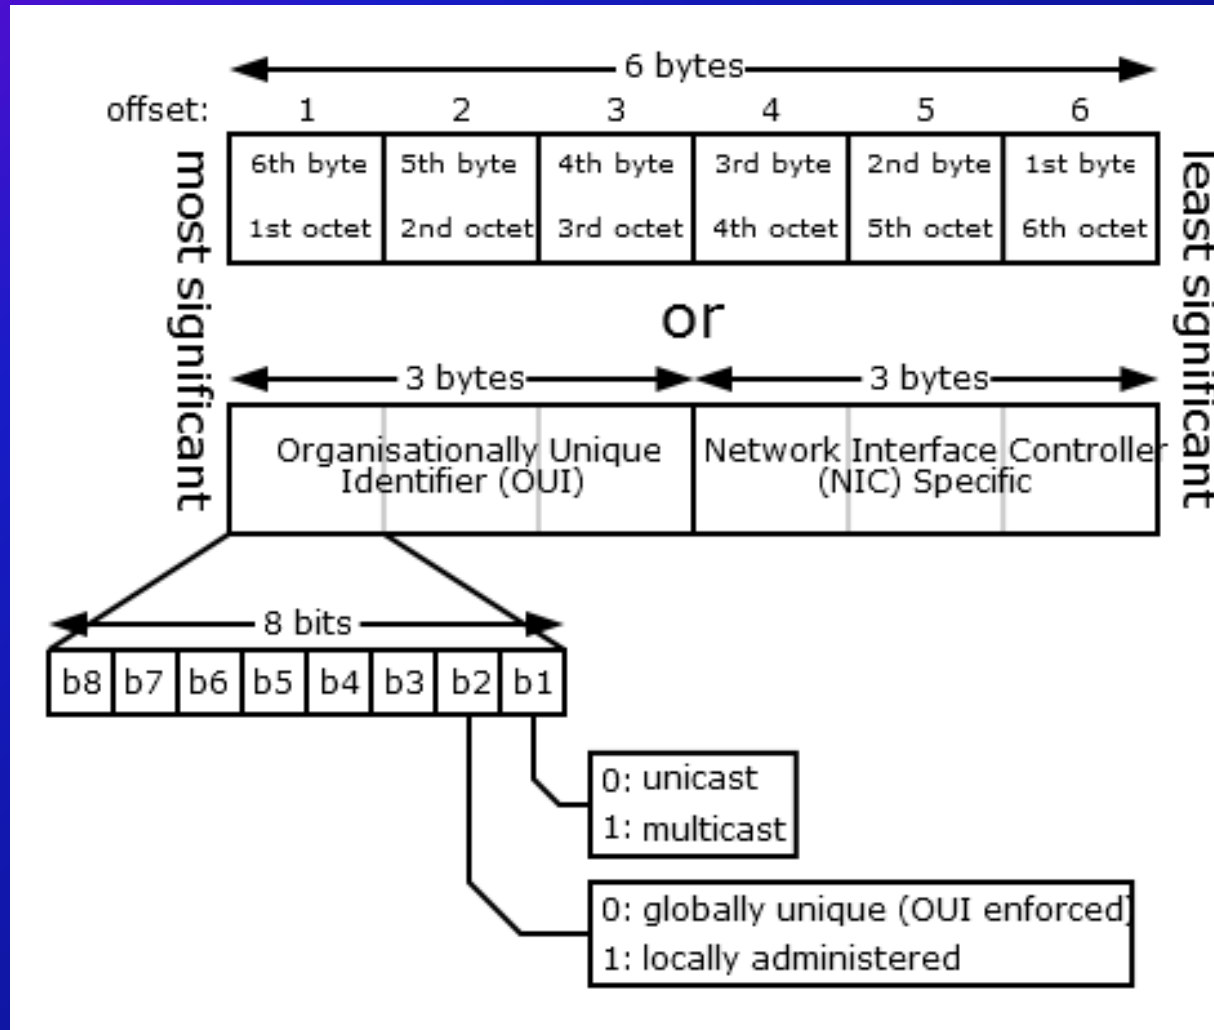 6 bytes
offset: 1 2 3 4 5 6
6th byte 5th byte 4th byte 3rd byte 2nd byte 1st byte
1st octet 2nd octet 3rd octet 4th octet 5th octet 6th octet
most significant
least significant
or
3 bytes 3 bytes
Organisationally Unique Network Interface Controller
Identifier (OUI) (NIC) Specific
8 bits
b8 b7 b6 b5 b4 b3 b2 b1
0: unicast
1: multicast
0: globally unique (OUI enforced)
1: locally administered